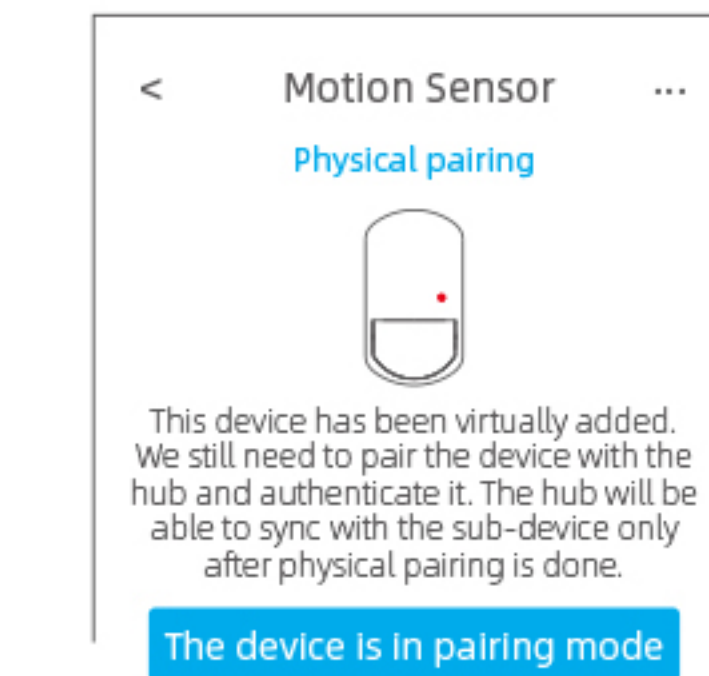 < Motion Sensor ...
Physical pairing
This device has been virtually added.
We still need to pair the device with the
hub and authenticate it. The hub will be
able to sync with the sub-device only
after physical pairing is done.
The device is in pairing mode